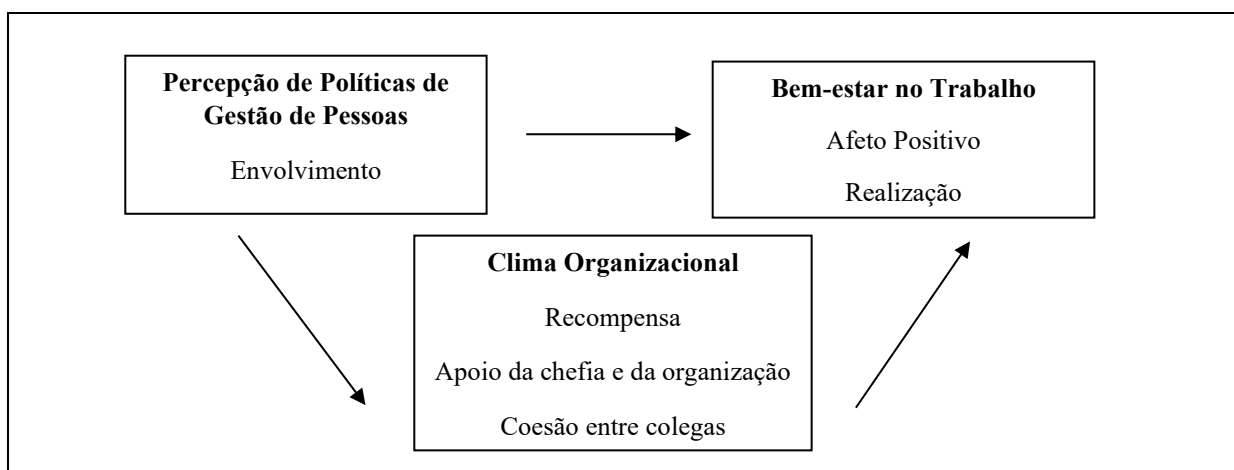 Percepção de Políticas de
Gestão de Pessoas
Envolvimento
Bem-estar no Trabalho
Afeto Positivo
Realização
Clima Organizacional
Recompensa
Apoio da chefia e da organização
Coesão entre colegas